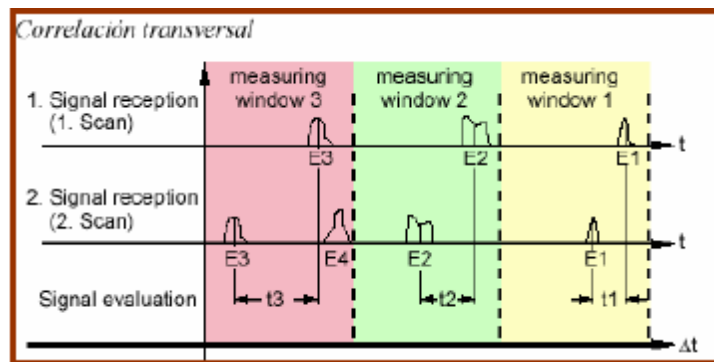 Correlación transversal
measuring window 3
measuring window 2
measuring window 1
1. Signal reception
(1. Scan)
t
E3
E2
E1
2. Signal reception
(2. Scan)
t
E3
E4
E2
E1
Signal evaluation
t3
t2
t1
Δt